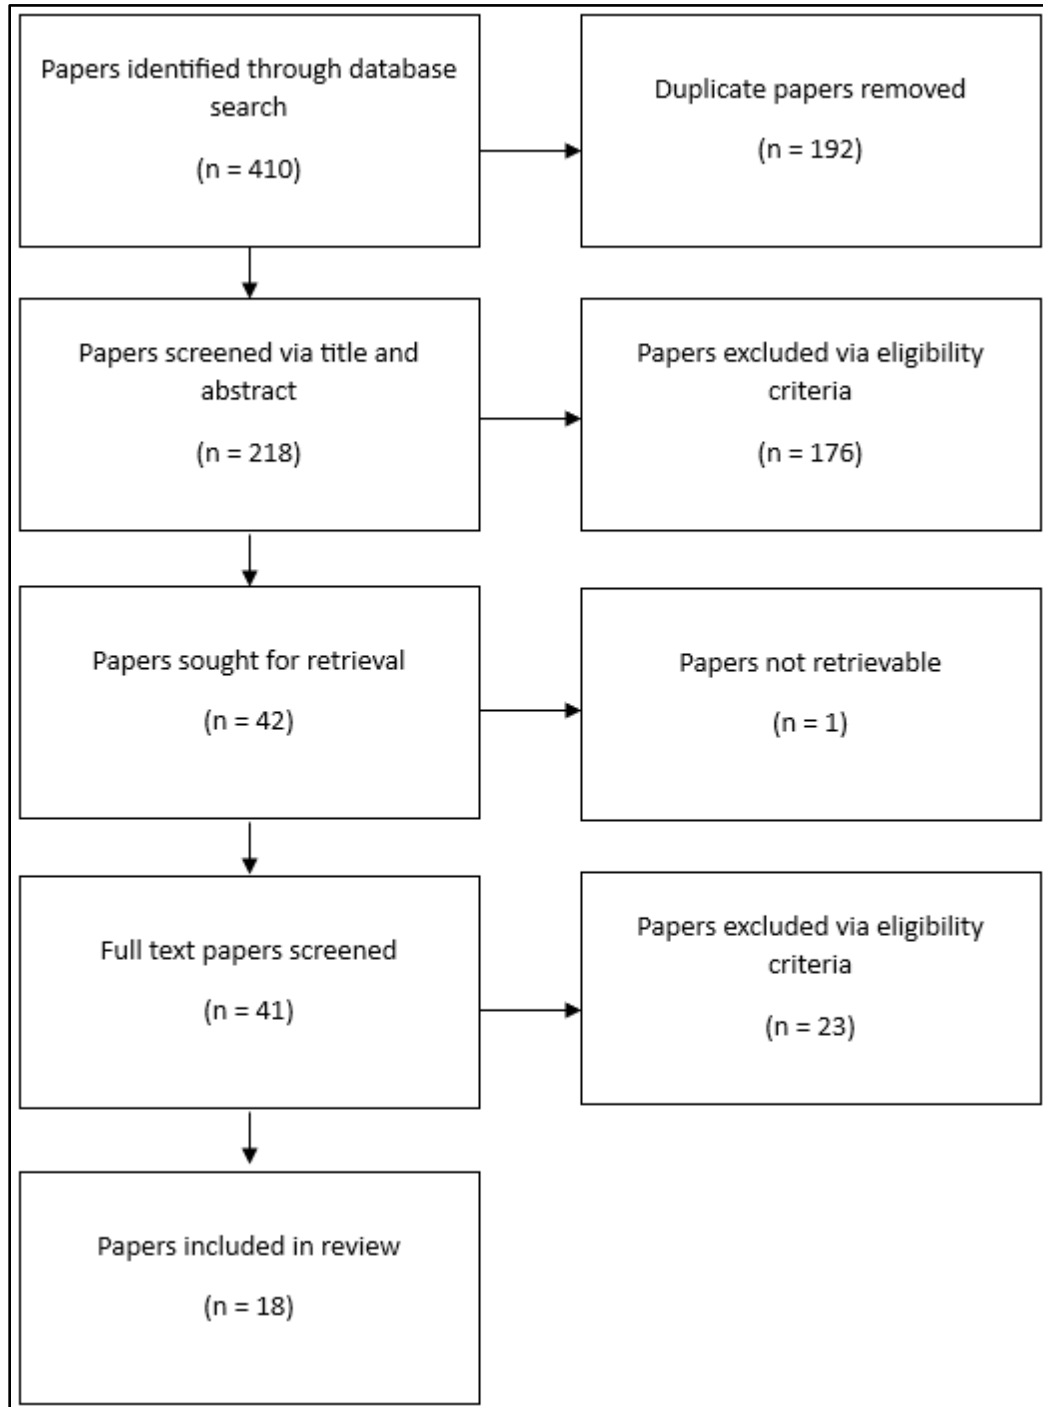 Papers identified through database
search
(n = 410)
Duplicate papers removed
(n = 192)
Papers screened via title and
abstract
(n = 218)
Papers excluded via eligibility
criteria
(n = 176)
Papers sought for retrieval
(n = 42)
Papers not retrievable
(n = 1)
Full text papers screened
(n = 41)
Papers excluded via eligibility
criteria
(n = 23)
Papers included in review
(n = 18)